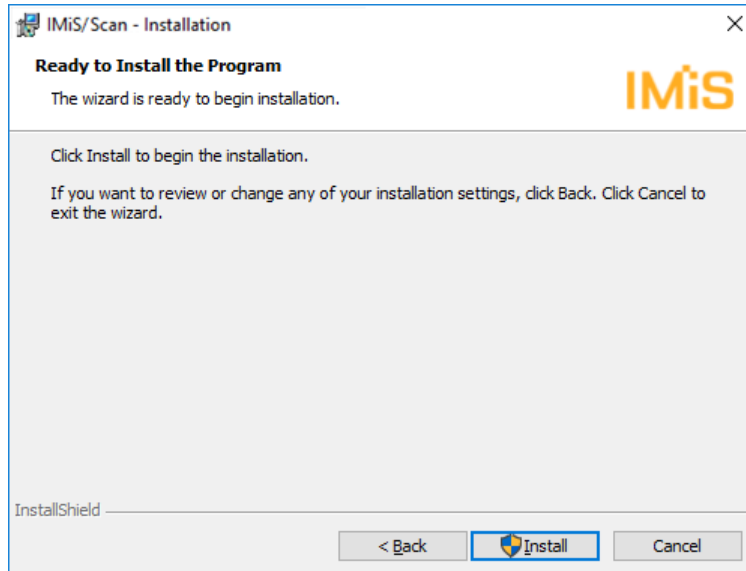 IMiS/Scan - Installation
Ready to Install the Program
The wizard is ready to begin installation.
IMiS
Click Install to begin the installation.
If you want to review or change any of your installation settings, click Back. Click Cancel to
exit the wizard.
InstallShield
< Back
Install
Cancel